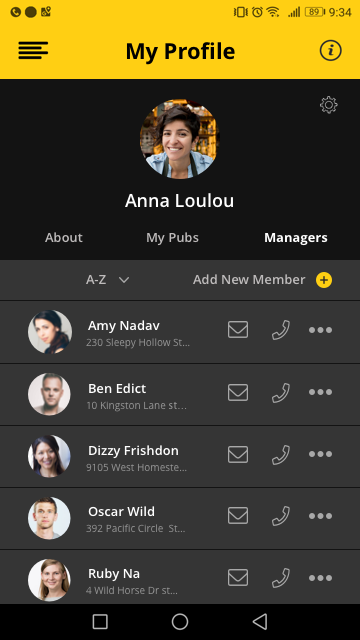 89 9:34
My Profile
Anna Loulou
About My Pubs Managers
A-Z Add New Member
Amy Nadav
230 Sleepy Hollow St...
Ben Edict
10 Kingston Lane st...
Dizzy Frishdon
9105 West Homeste...
Oscar Wild
392 Pacific Circle St...
Ruby Na
4 Wild Horse Dr st...